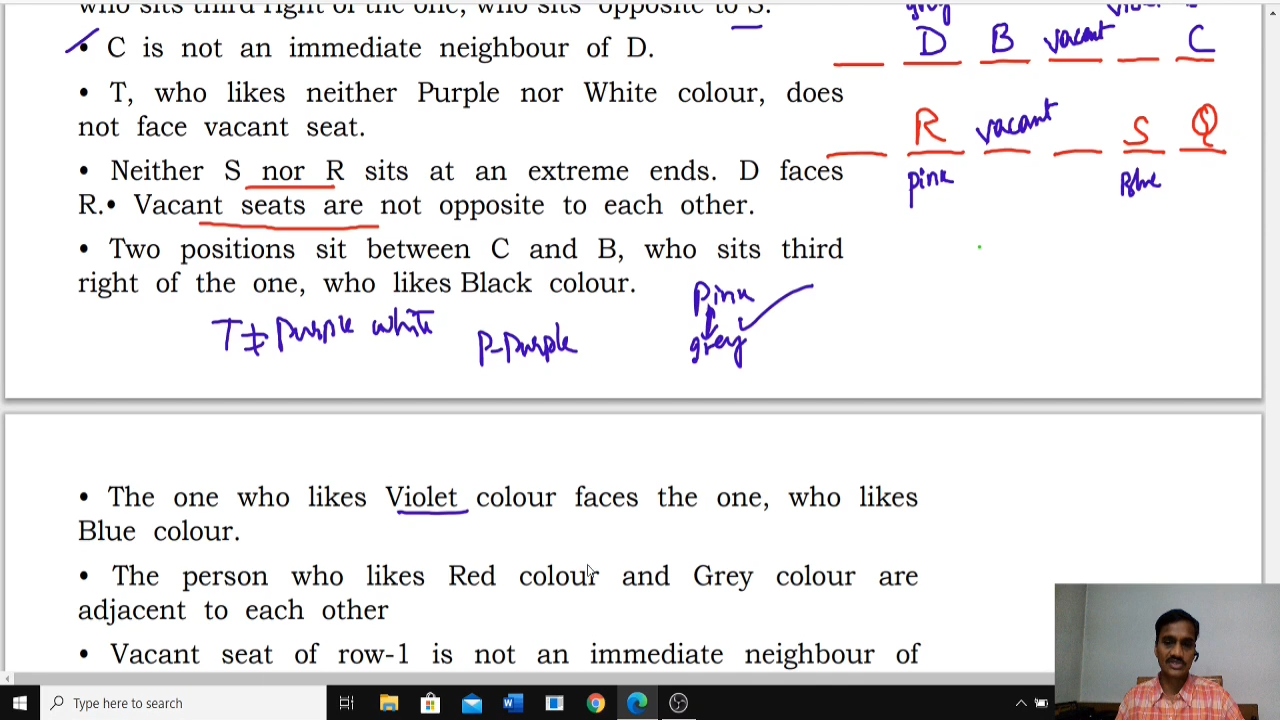 who sits third right of the one, who sits opposite to S.
• C is not an immediate neighbour of D.
• T, who likes neither Purple nor White colour, does
not face vacant seat.
• Neither S nor R sits at an extreme ends. D faces
R.• Vacant seats are not opposite to each other.
• Two positions sit between C and B, who sits third
right of the one, who likes Black colour.
T ≠ Purple white
P-Purple
Pink
grey
grey
D B vacant C
R vacant S Q
pink Blue
• The one who likes Violet colour faces the one, who likes
Blue colour.
• The person who likes Red colour and Grey colour are
adjacent to each other
• Vacant seat of row-1 is not an immediate neighbour of
Type here to search